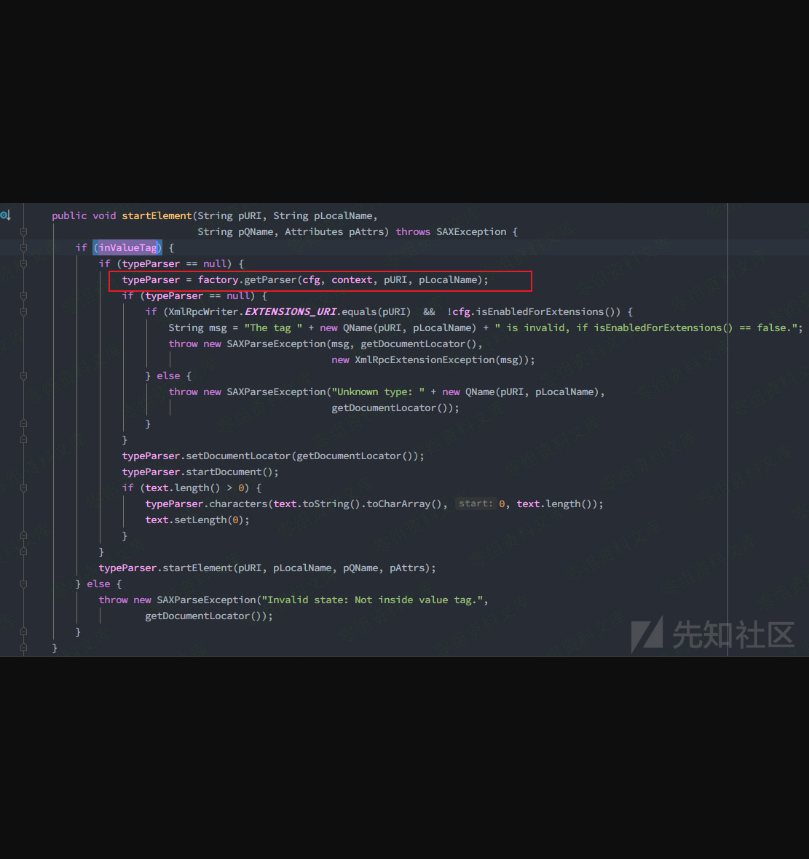 public void startElement(String pURI, String pLocalName,
String pQName, Attributes pAttrs) throws SAXException {
if (inValueTag) {
if (typeParser == null) {
typeParser = factory.getParser(cfg, context, pURI, pLocalName);
if (typeParser == null) {
if (XmlRpcWriter.EXTENSIONS_URI.equals(pURI) && !cfg.isEnabledForExtensions()) {
String msg = "The tag " + new QName(pURI, pLocalName) + " is invalid, if isEnabledForExtensions() == false.";
throw new SAXParseException(msg, getDocumentLocator(),
new XmlRpcExtensionException(msg));
} else {
throw new SAXParseException("Unknown type: " + new QName(pURI, pLocalName),
getDocumentLocator());
}
}
typeParser.setDocumentLocator(getDocumentLocator());
typeParser.startDocument();
if (text.length() > 0) {
typeParser.characters(text.toString().toCharArray(), start: 0, text.length());
text.setLength(0);
}
}
typeParser.startElement(pURI, pLocalName, pQName, pAttrs);
} else {
throw new SAXParseException("Invalid state: Not inside value tag.",
getDocumentLocator());
}
}
先知社区